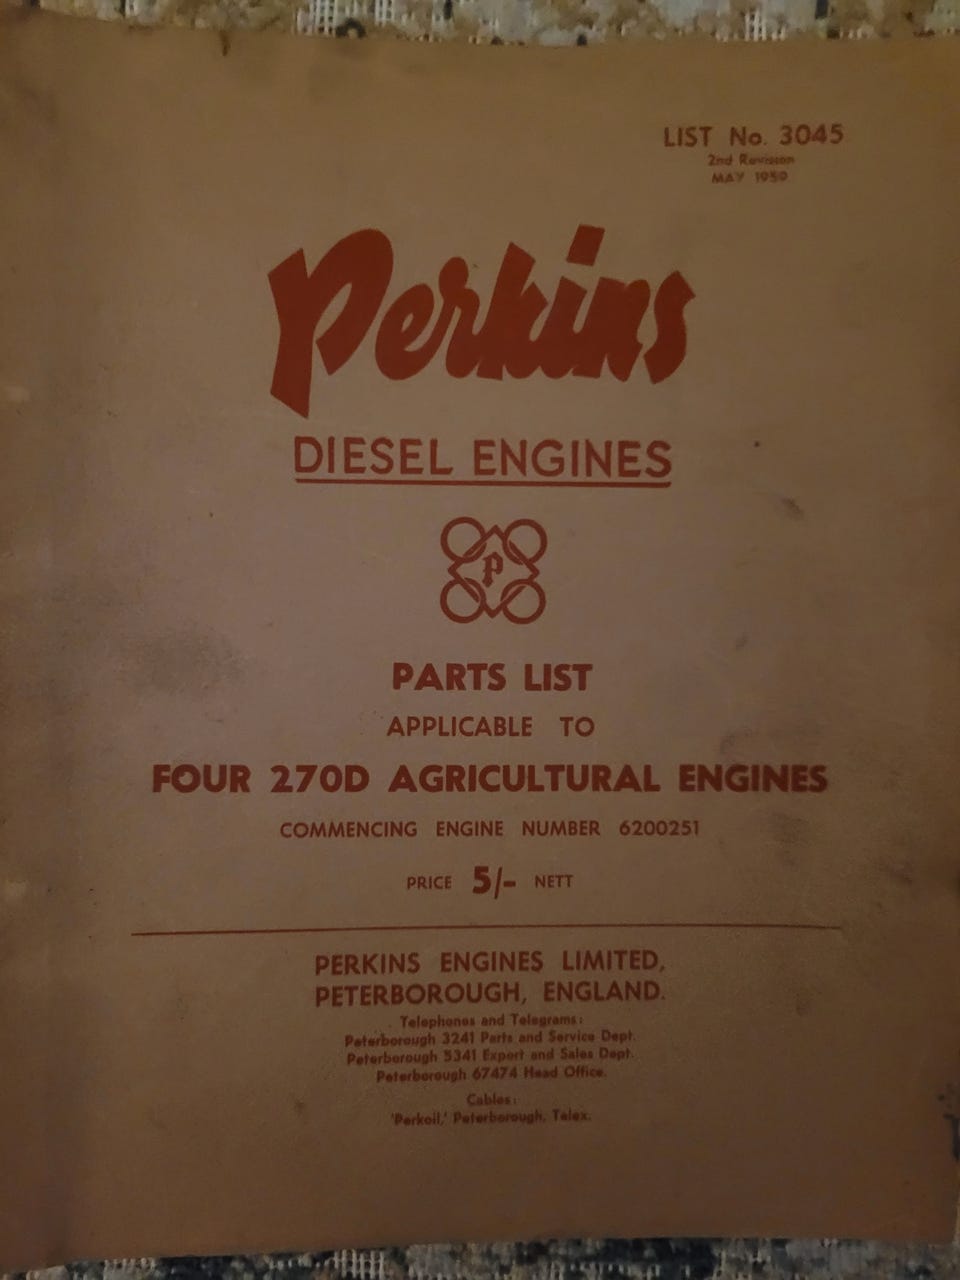 LIST No. 3045
2nd Revision
MAY 1959
Perkins
DIESEL ENGINES
P
PARTS LIST
APPLICABLE TO
FOUR 270D AGRICULTURAL ENGINES
COMMENCING ENGINE NUMBER 6200251
PRICE 5/- NETT
PERKINS ENGINES LIMITED,
PETERBOROUGH, ENGLAND.
Telephones and Telegrams:
Peterborough 3241 Parts and Service Dept.
Peterborough 5341 Export and Sales Dept.
Peterborough 67474 Head Office.
Cables:
'Perkoil,' Peterborough, Telex.